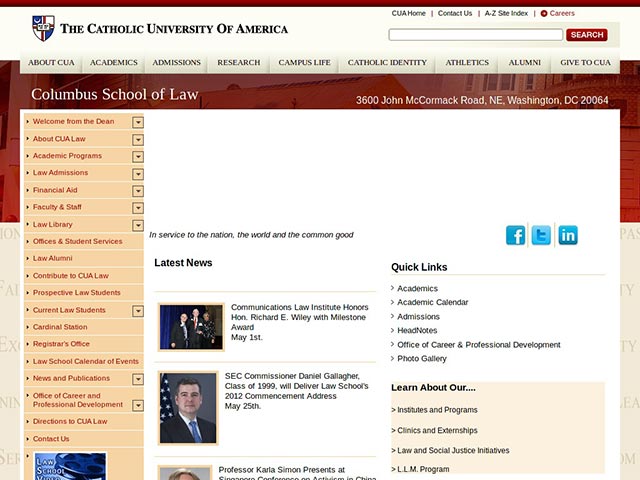 CUA Home | Contact Us | A-Z Site Index | Careers
THE CATHOLIC UNIVERSITY OF AMERICA
SEARCH
ABOUT CUA ACADEMICS ADMISSIONS RESEARCH CAMPUS LIFE CATHOLIC IDENTITY ATHLETICS ALUMNI GIVE TO CUA
Columbus School of Law
3600 John McCormack Road, NE, Washington, DC 20064
Welcome from the Dean
About CUA Law
Academic Programs
Law Admissions
Financial Aid
Faculty & Staff
Law Library
Offices & Student Services
Law Alumni
Contribute to CUA Law
Prospective Law Students
Current Law Students
Cardinal Station
Registrar's Office
Law School Calendar of Events
News and Publications
Office of Career and
Professional Development
Directions to CUA Law
Contact Us
LAW
SCHOOL
VIDEO
In service to the nation, the world and the common good
Latest News
Communications Law Institute Honors
Hon. Richard E. Wiley with Milestone
Award
May 1st.
SEC Commissioner Daniel Gallagher,
Class of 1999, will Deliver Law School's
2012 Commencement Address
May 25th.
Professor Karla Simon Presents at
Singapore Conference on Activism in China
Quick Links
Academics
Academic Calendar
Admissions
HeadNotes
Office of Career & Professional Development
Photo Gallery
Learn About Our....
> Institutes and Programs
> Clinics and Externships
> Law and Social Justice Initiatives
> L.L.M. Program